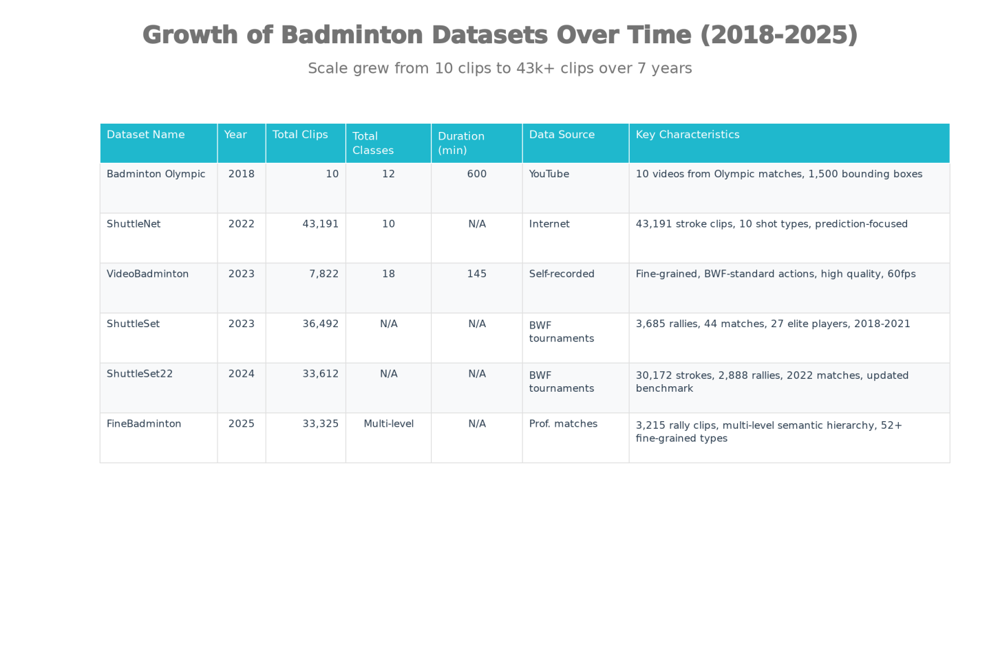 Growth of Badminton Datasets Over Time (2018-2025)
Scale grew from 10 clips to 43k+ clips over 7 years
Dataset Name Year Total Clips Total Classes Duration (min) Data Source Key Characteristics
Badminton Olympic 2018 10 12 600 YouTube 10 videos from Olympic matches, 1,500 bounding boxes
ShuttleNet 2022 43,191 10 N/A Internet 43,191 stroke clips, 10 shot types, prediction-focused
VideoBadminton 2023 7,822 18 145 Self-recorded Fine-grained, BWF-standard actions, high quality, 60fps
ShuttleSet 2023 36,492 N/A N/A BWF tournaments 3,685 rallies, 44 matches, 27 elite players, 2018-2021
ShuttleSet22 2024 33,612 N/A N/A BWF tournaments 30,172 strokes, 2,888 rallies, 2022 matches, updated benchmark
FineBadminton 2025 33,325 Multi-level N/A Prof. matches 3,215 rally clips, multi-level semantic hierarchy, 52+ fine-grained types